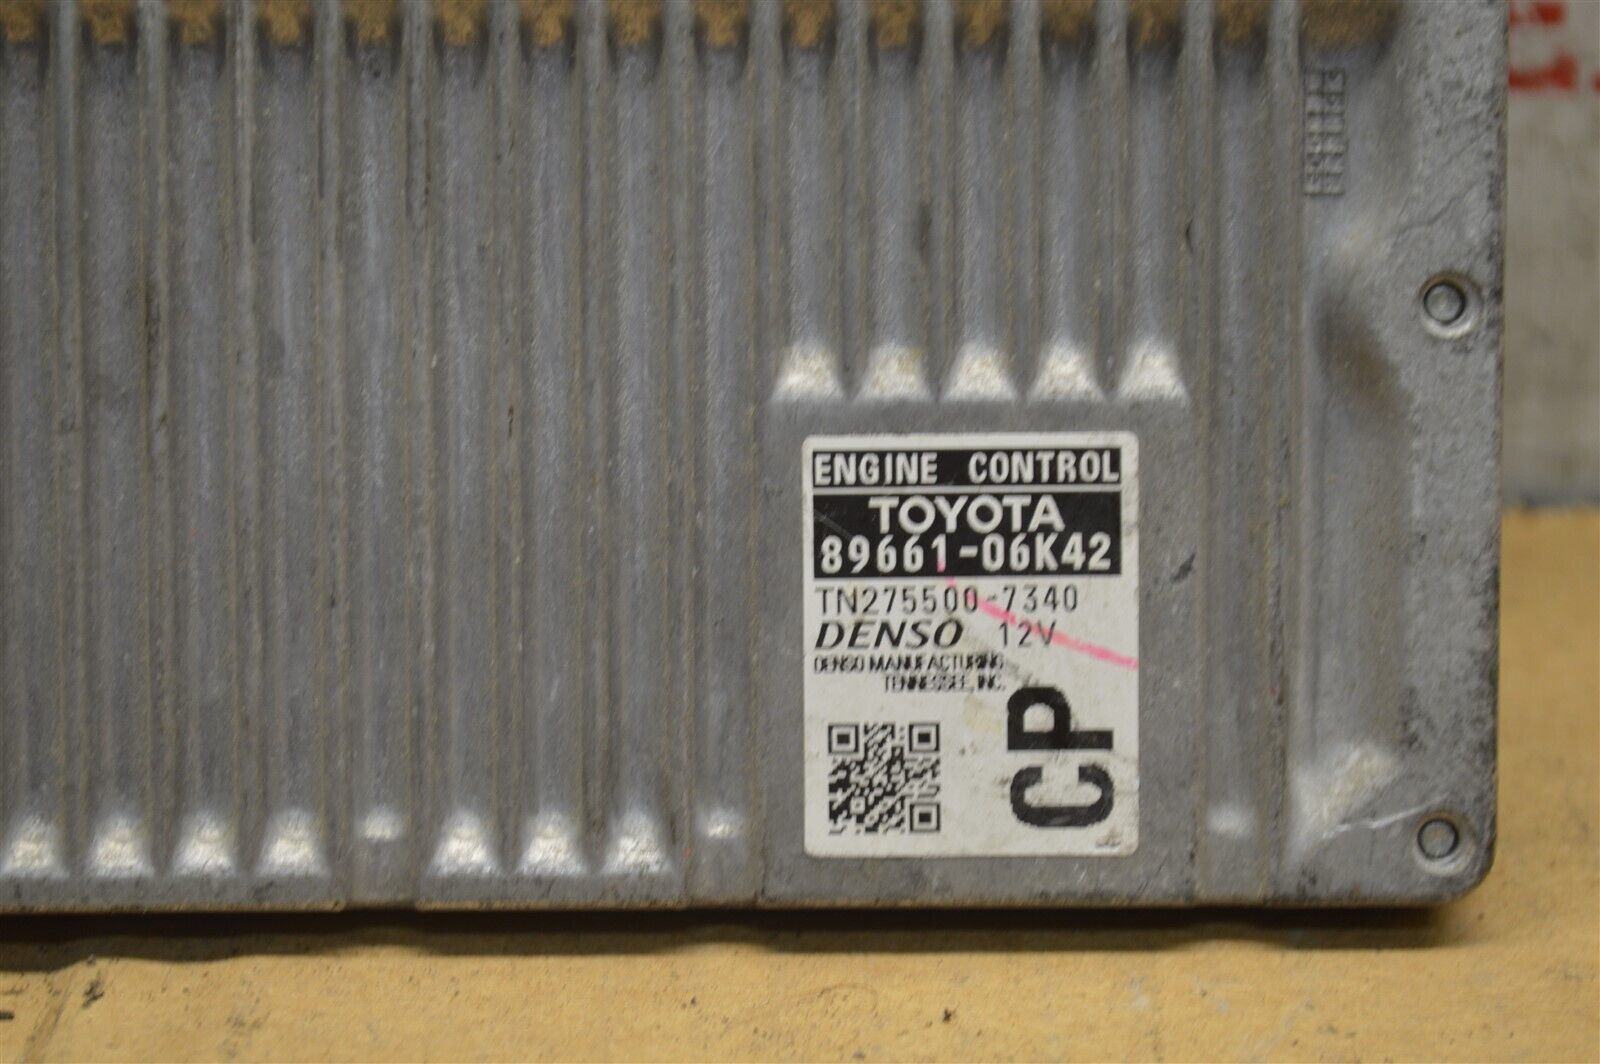 ENGINE CONTROL
TOYOTA
89661-06K42
TN275500-7340
DENSO 12V
DENSO MANUFACTURING
TENNESSEE, INC.
CP